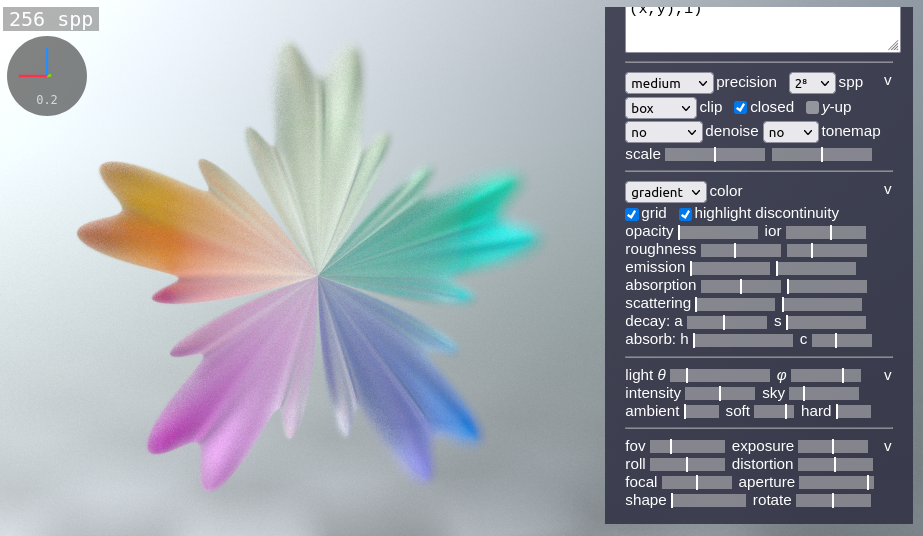 256 spp
0.2
(x,y),1)
medium precision 2⁸ spp v
box clip closed y-up
no denoise no tonemap
scale
gradient color v
grid highlight discontinuity
opacity ior
roughness
emission
absorption
scattering
decay: a s
absorb: h c
light θ φ v
intensity sky
ambient soft hard
fov exposure v
roll distortion
focal aperture
shape rotate